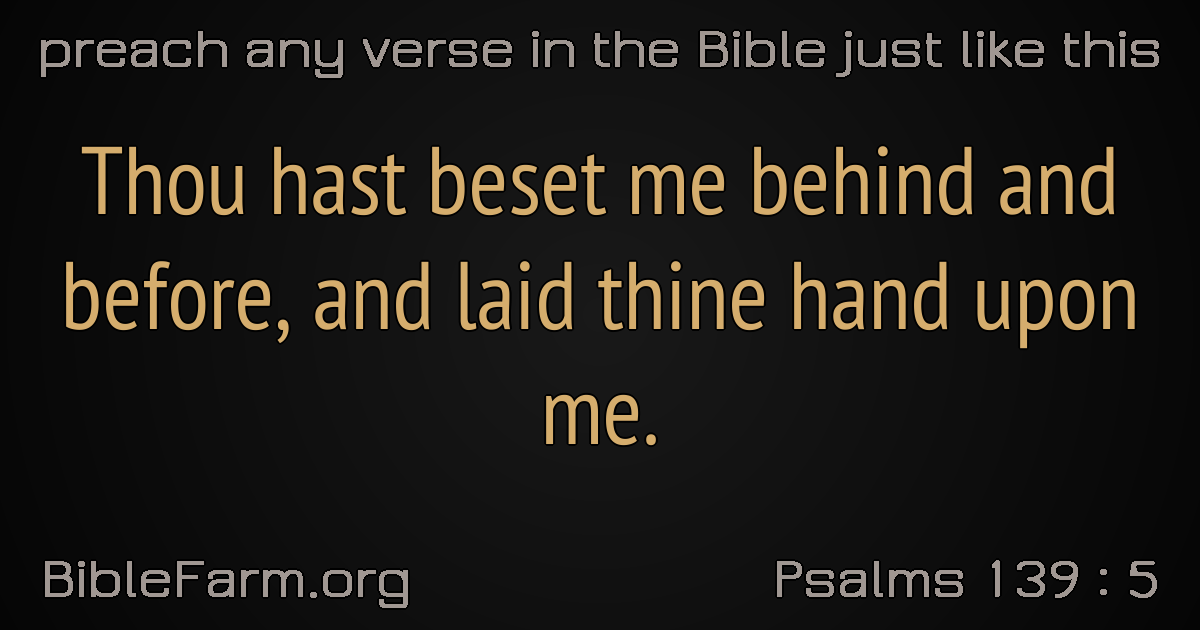 preach any verse in the Bible just like this
Thou hast beset me behind and
before, and laid thine hand upon
me.
BibleFarm.org
Psalms 139 : 5